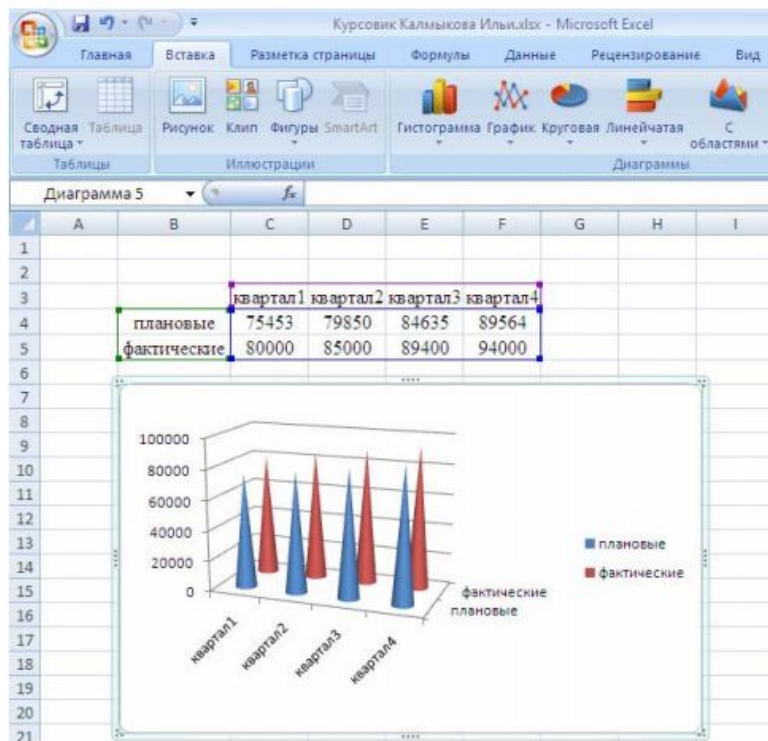 Курсовик Калмыкова Ильи.xlsx - Microsoft Excel
Главная Вставка Разметка страницы Формулы Данные Рецензирование Вид
Сводная таблица Таблица Рисунок Клип Фигуры SmartArt Гистограмма График Круговая Линейчатая С областями
Таблицы Иллюстрации Диаграммы
Диаграмма 5 fx
A B C D E F G H I
1
2
3 квартал1 квартал2 квартал3 квартал4
4 плановые 75453 79850 84635 89564
5 фактические 80000 85000 89400 94000
6
7
8
9
10
11
12
13
14
15
16
17
18
19
20
21
100000
80000
60000
40000
20000
0
квартал1 квартал2 квартал3 квартал4
фактические
плановые
плановые
фактические